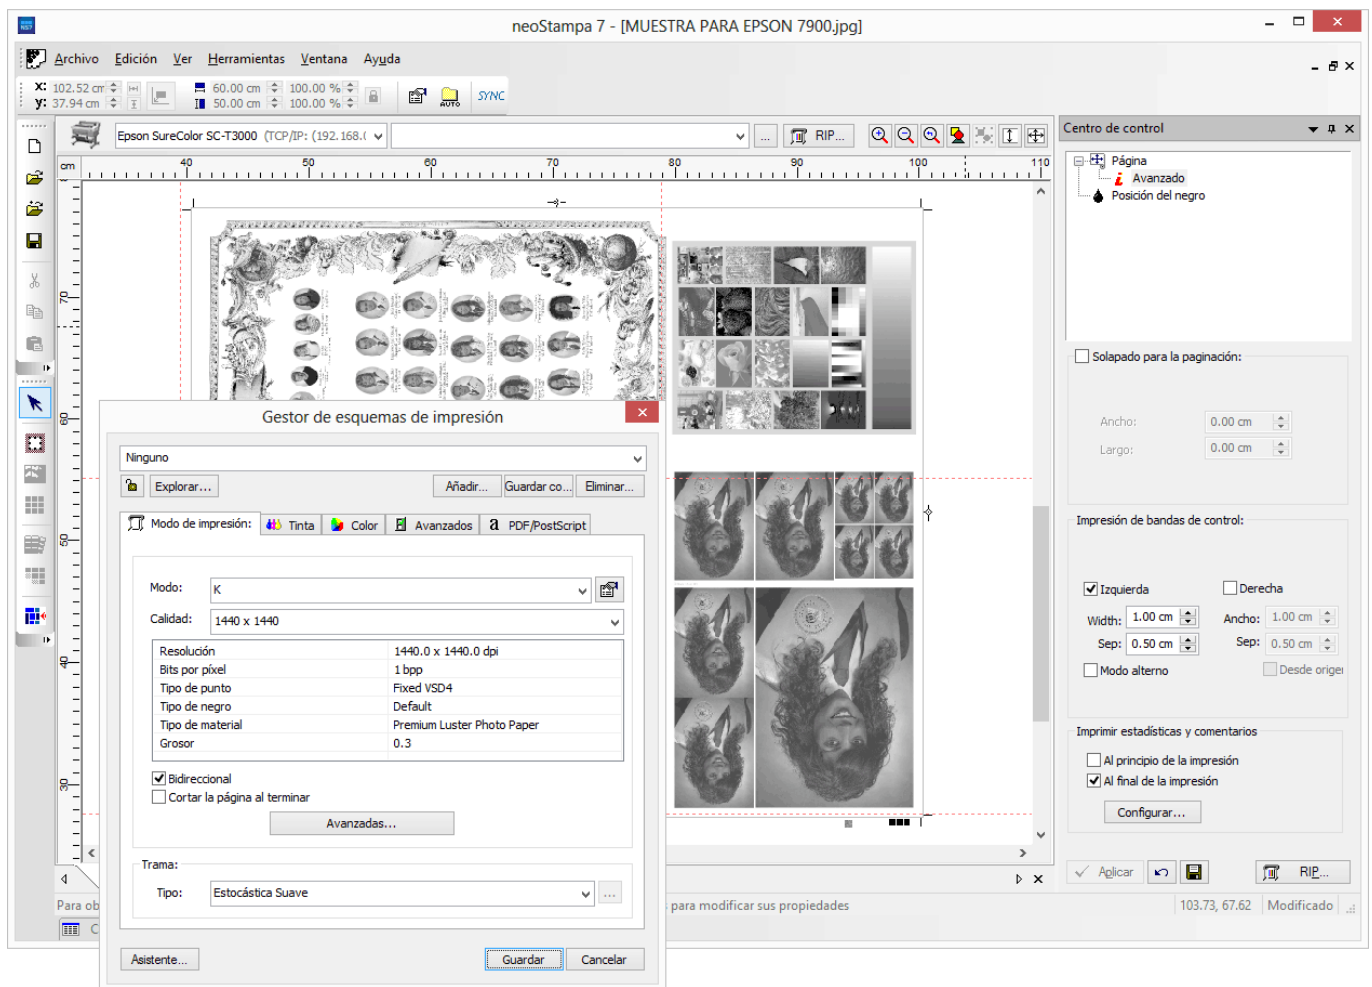 neoStampa 7 - [MUESTRA PARA EPSON 7900.jpg]
Archivo Edición Ver Herramientas Ventana Ayuda
X: 102.52 cm 60.00 cm 100.00 %
y: 37.94 cm 50.00 cm 100.00 %
AUTO SYNC
Epson SureColor SC-T3000 (TCP/IP: (192.168.( ... RIP...
cm 40 50 60 70 80 90 100 110
70
60
50
40
30
Gestor de esquemas de impresión
Ninguno
Explorar... Añadir... Guardar co... Eliminar...
Modo de impresión: Tinta Color Avanzados a PDF/PostScript
Modo: K
Calidad: 1440 x 1440
Resolución 1440.0 x 1440.0 dpi
Bits por píxel 1 bpp
Tipo de punto Fixed VSD4
Tipo de negro Default
Tipo de material Premium Luster Photo Paper
Grosor 0.3
Bidireccional
Cortar la página al terminar
Avanzadas...
Trama:
Tipo: Estocástica Suave ...
Asistente... Guardar Cancelar
Centro de control
Página
Avanzado
Posición del negro
Solapado para la paginación:
Ancho: 0.00 cm
Largo: 0.00 cm
Impresión de bandas de control:
Izquierda Derecha
Width: 1.00 cm Ancho: 1.00 cm
Sep: 0.50 cm Sep: 0.50 cm
Modo alterno Desde origen
Imprimir estadísticas y comentarios
Al principio de la impresión
Al final de la impresión
Configurar...
Aplicar RIP...
Para ob para modificar sus propiedades 103.73, 67.62 Modificado
C